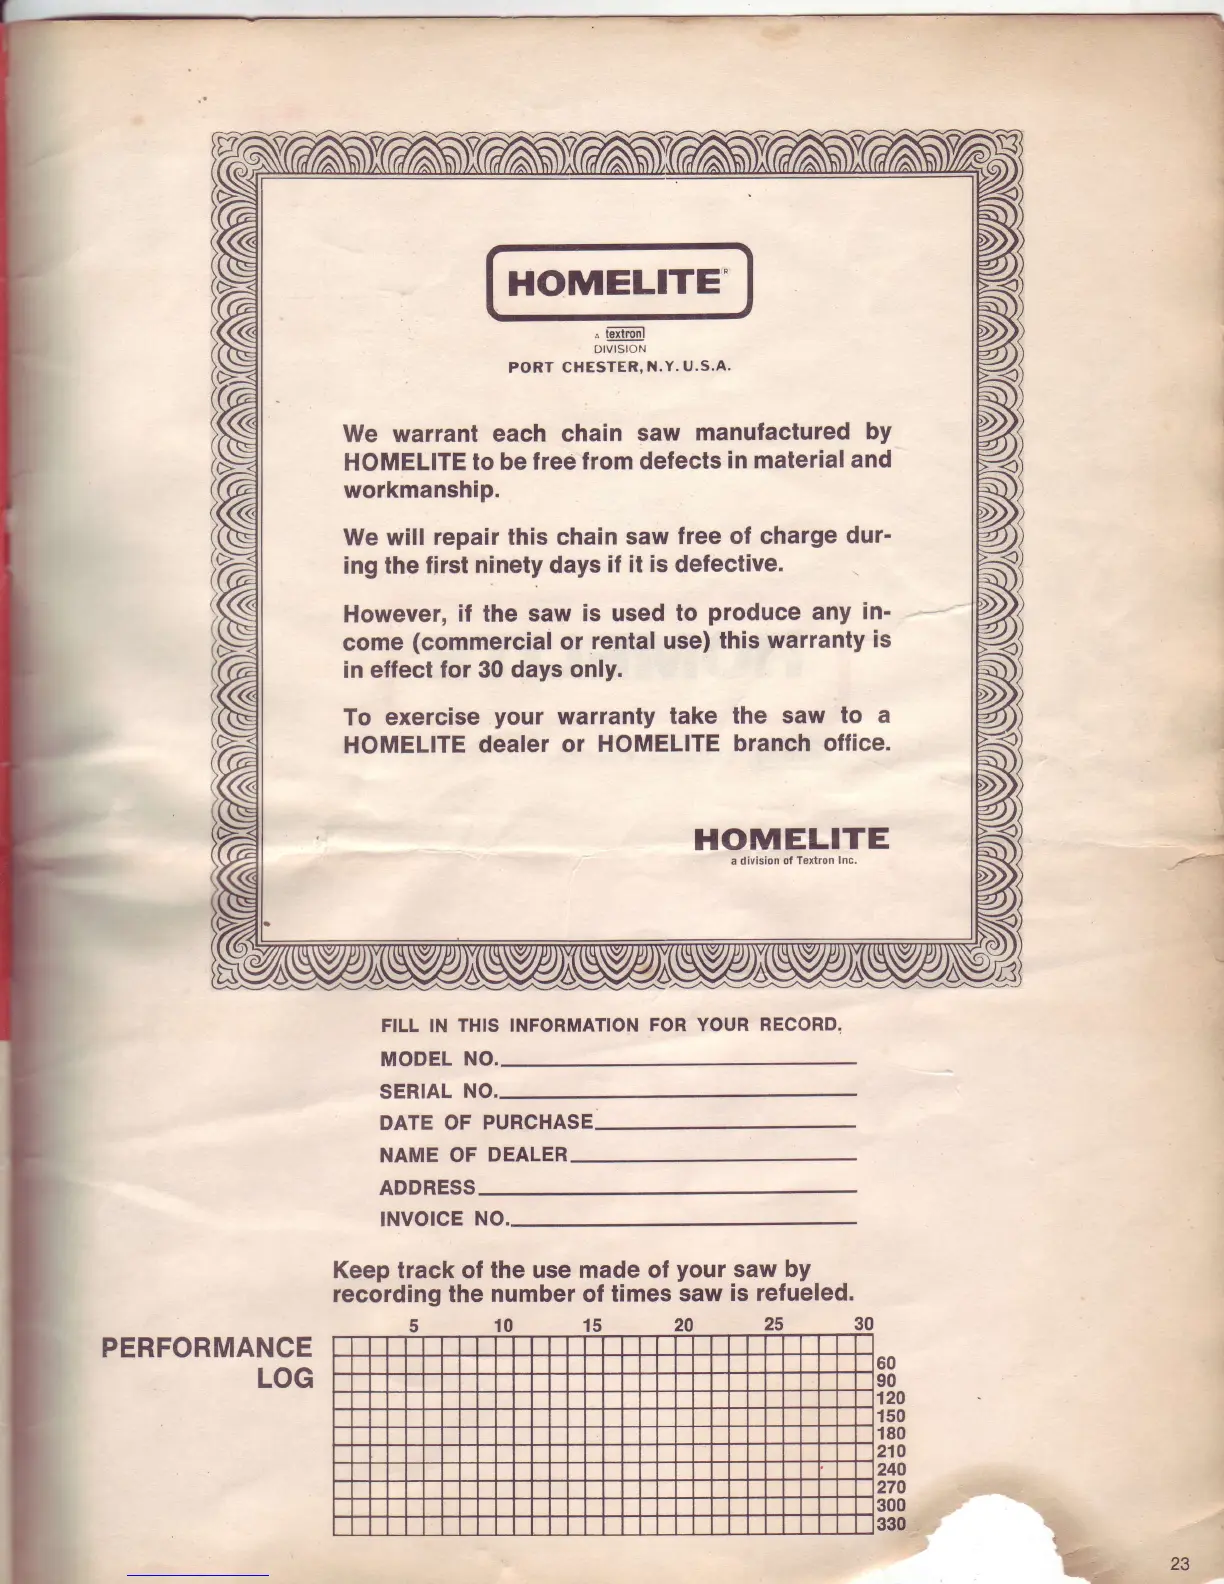 HOMELITE®
A textron
DIVISION
PORT CHESTER, N.Y. U.S.A.
We warrant each chain saw manufactured by
HOMELITE to be free from defects in material and
workmanship.
We will repair this chain saw free of charge dur-
ing the first ninety days if it is defective.
However, if the saw is used to produce any in-
come (commercial or rental use) this warranty is
in effect for 30 days only.
To exercise your warranty take the saw to a
HOMELITE dealer or HOMELITE branch office.
HOMELITE
a division of Textron Inc.
FILL IN THIS INFORMATION FOR YOUR RECORD.
MODEL NO.
SERIAL NO.
DATE OF PURCHASE
NAME OF DEALER
ADDRESS
INVOICE NO.
Keep track of the use made of your saw by
recording the number of times saw is refueled.
PERFORMANCE
LOG
5 10 15 20 25 30
60
90
120
150
180
210
240
270
300
330
23